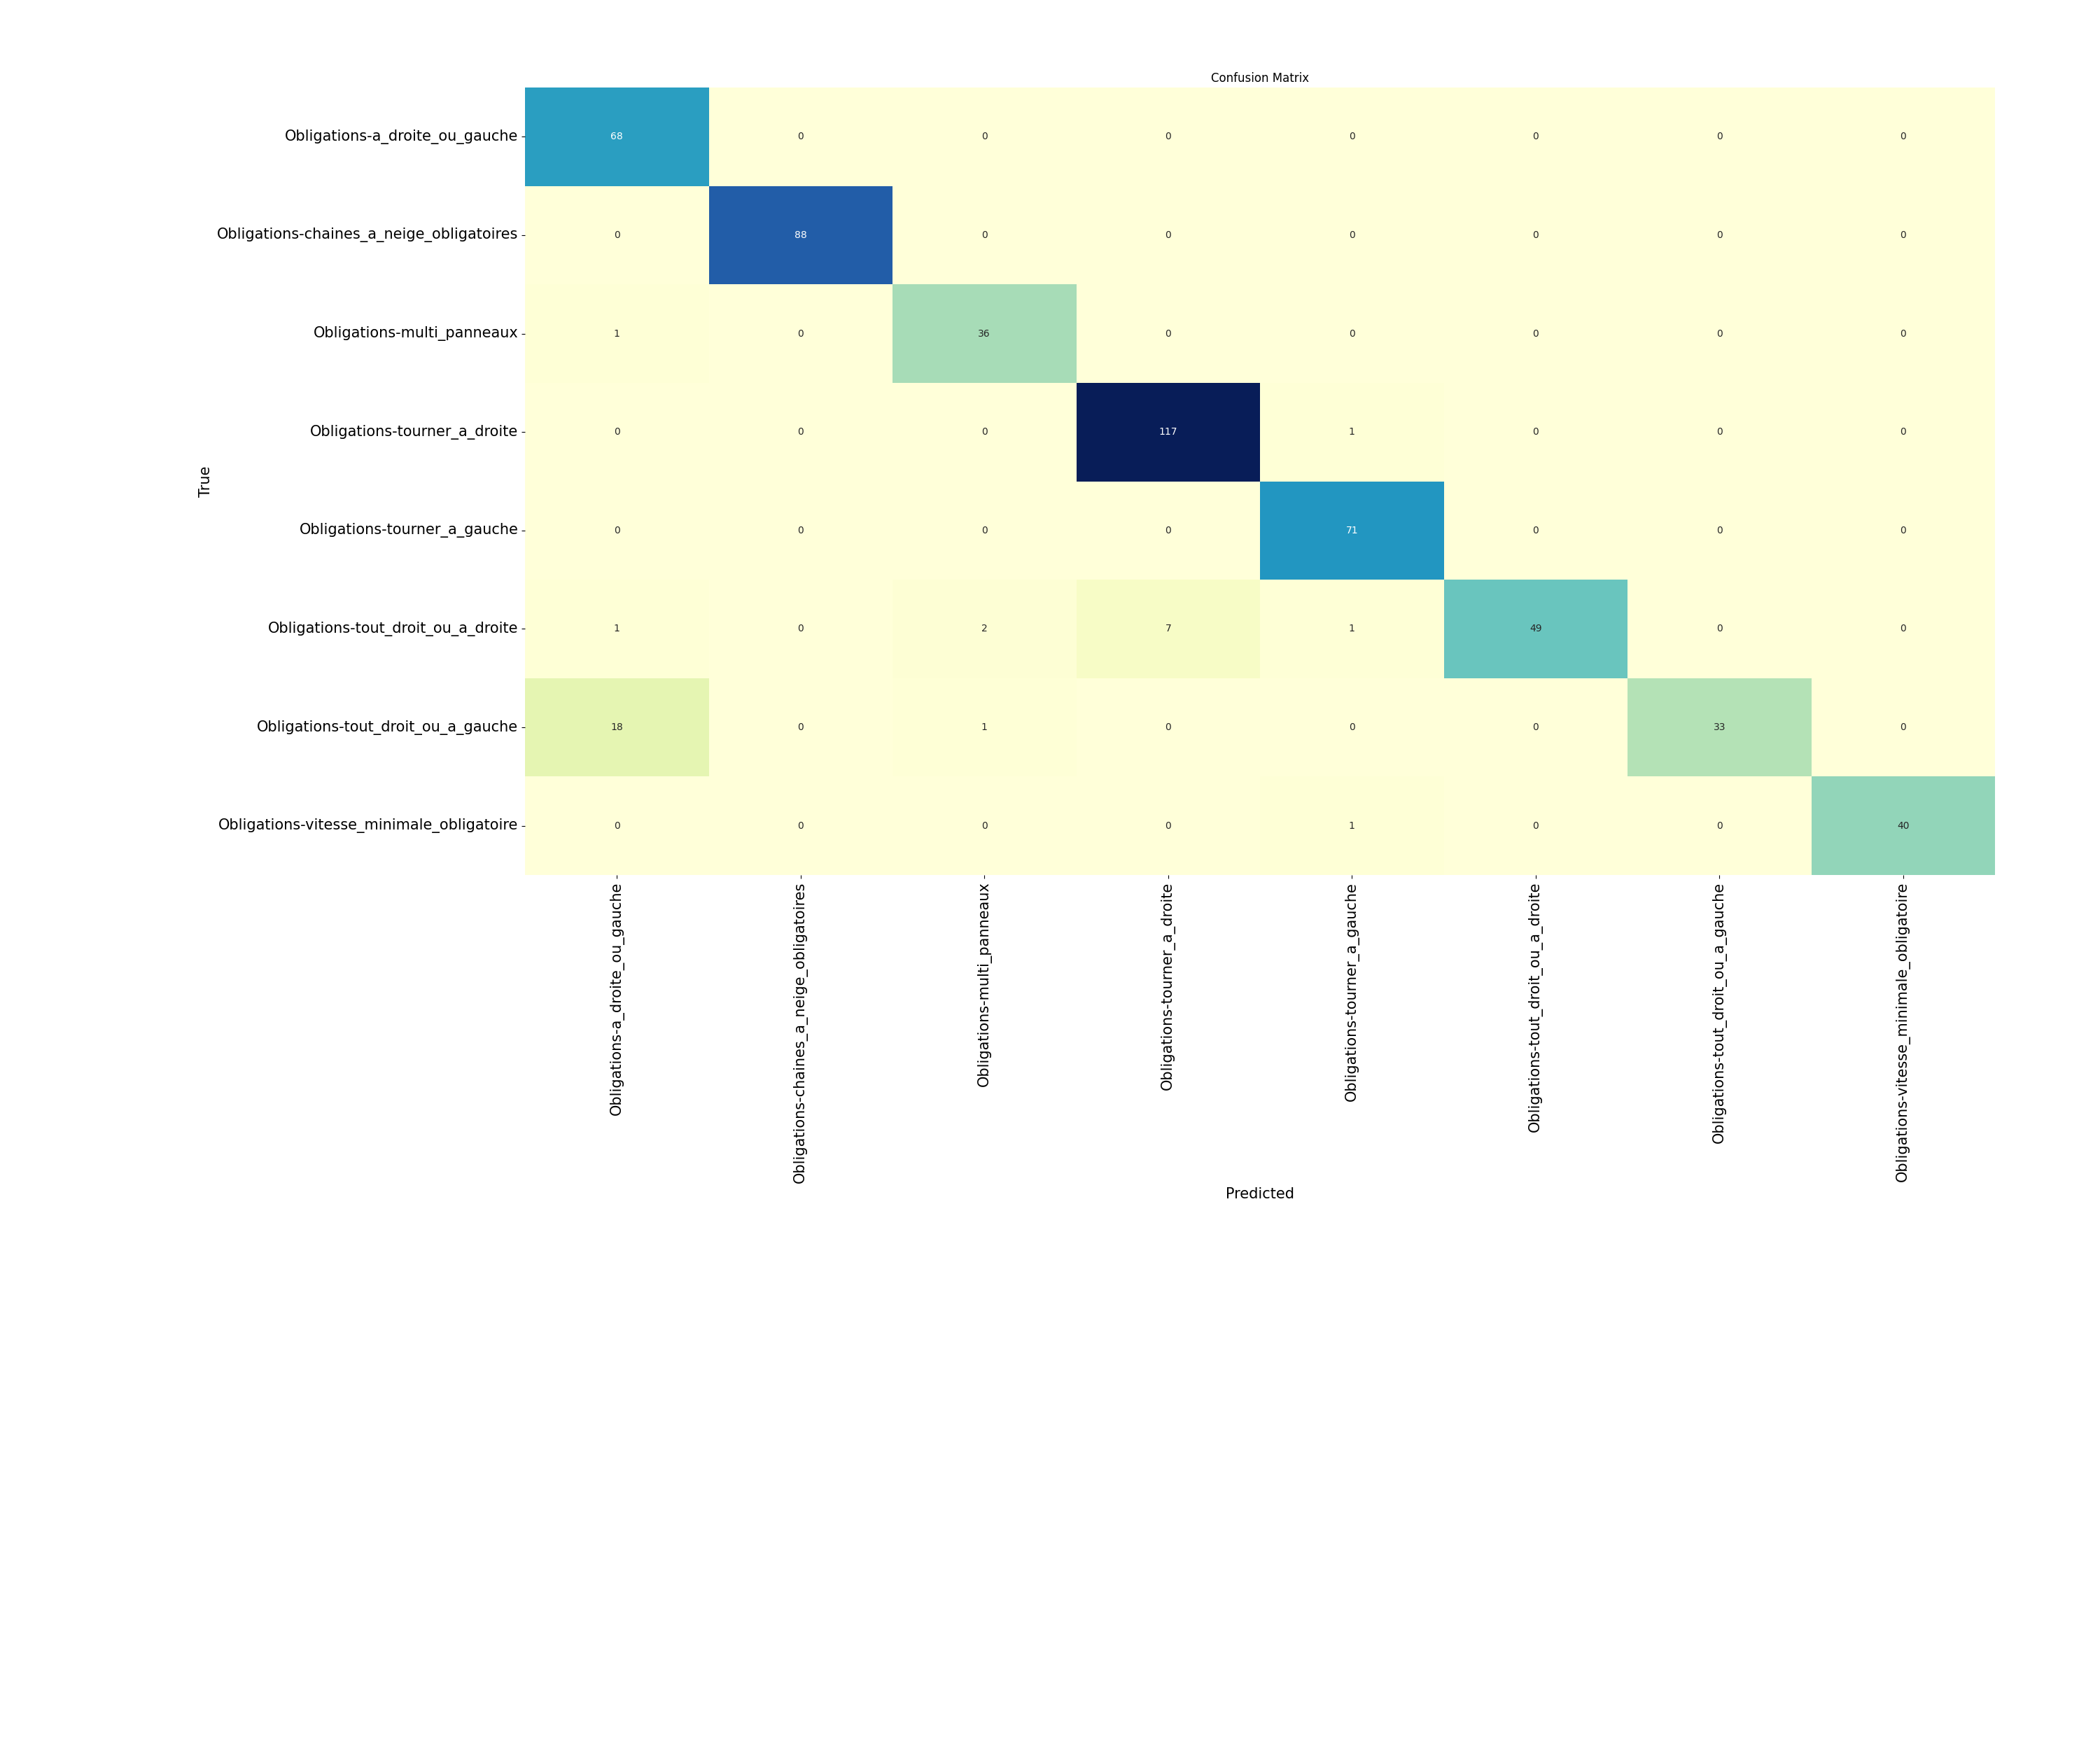 Confusion Matrix
Obligations-a_droite_ou_gauche 68 0 0 0 0 0 0 0
Obligations-chaines_a_neige_obligatoires 0 88 0 0 0 0 0 0
Obligations-multi_panneaux 1 0 36 0 0 0 0 0
Obligations-tourner_a_droite 0 0 0 117 1 0 0 0
True
Obligations-tourner_a_gauche 0 0 0 0 71 0 0 0
Obligations-tout_droit_ou_a_droite 1 0 2 7 1 49 0 0
Obligations-tout_droit_ou_a_gauche 18 0 1 0 0 0 33 0
Obligations-vitesse_minimale_obligatoire 0 0 0 0 1 0 0 40
Obligations-a_droite_ou_gauche
Obligations-chaines_a_neige_obligatoires
Obligations-multi_panneaux
Obligations-tourner_a_droite
Obligations-tourner_a_gauche
Obligations-tout_droit_ou_a_droite
Obligations-tout_droit_ou_a_gauche
Obligations-vitesse_minimale_obligatoire
Predicted